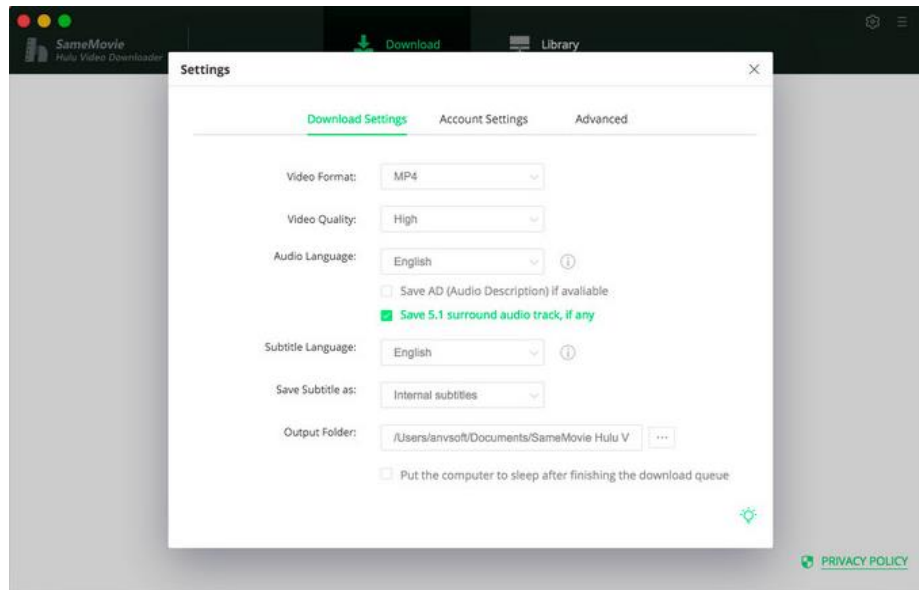 SameMovie
Hulu Video Downloader
Download
Library
Settings
Download Settings
Account Settings
Advanced
Video Format:
MP4
Video Quality:
High
Audio Language:
English
Save AD (Audio Description) if avaliable
Save 5.1 surround audio track, if any
Subtitle Language:
English
Save Subtitle as:
Internal subtitles
Output Folder:
/Users/anvsoft/Documents/SameMovie Hulu V
...
Put the computer to sleep after finishing the download queue
PRIVACY POLICY